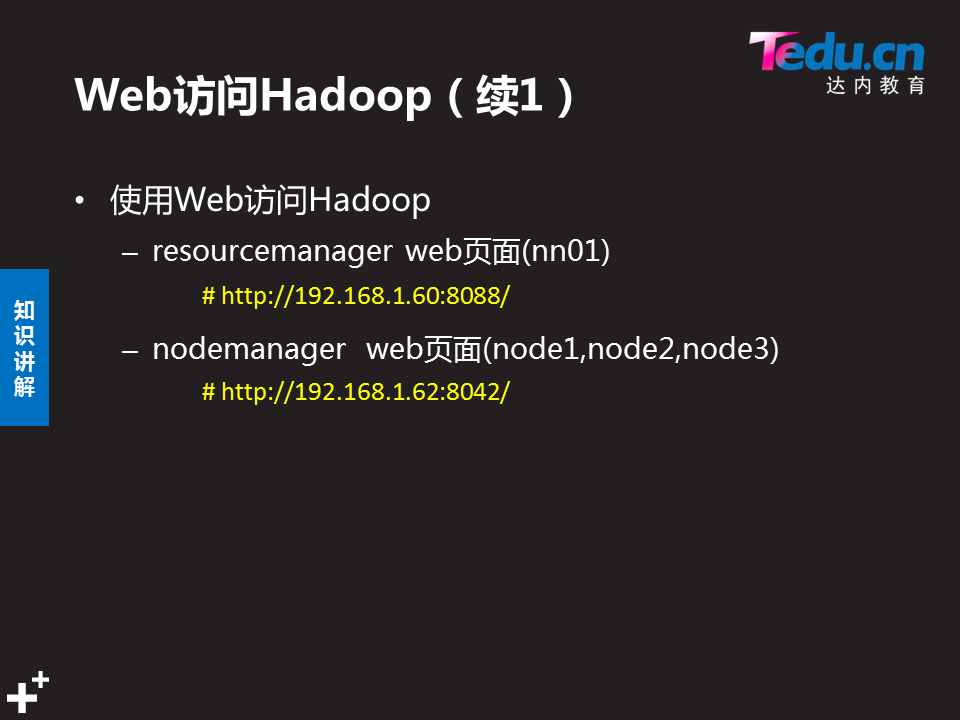 Tedu.cn
达内教育
Web访问Hadoop（续1）
• 使用Web访问Hadoop
– resourcemanager web页面(nn01)
# http://192.168.1.60:8088/
– nodemanager web页面(node1,node2,node3)
# http://192.168.1.62:8042/
知识讲解